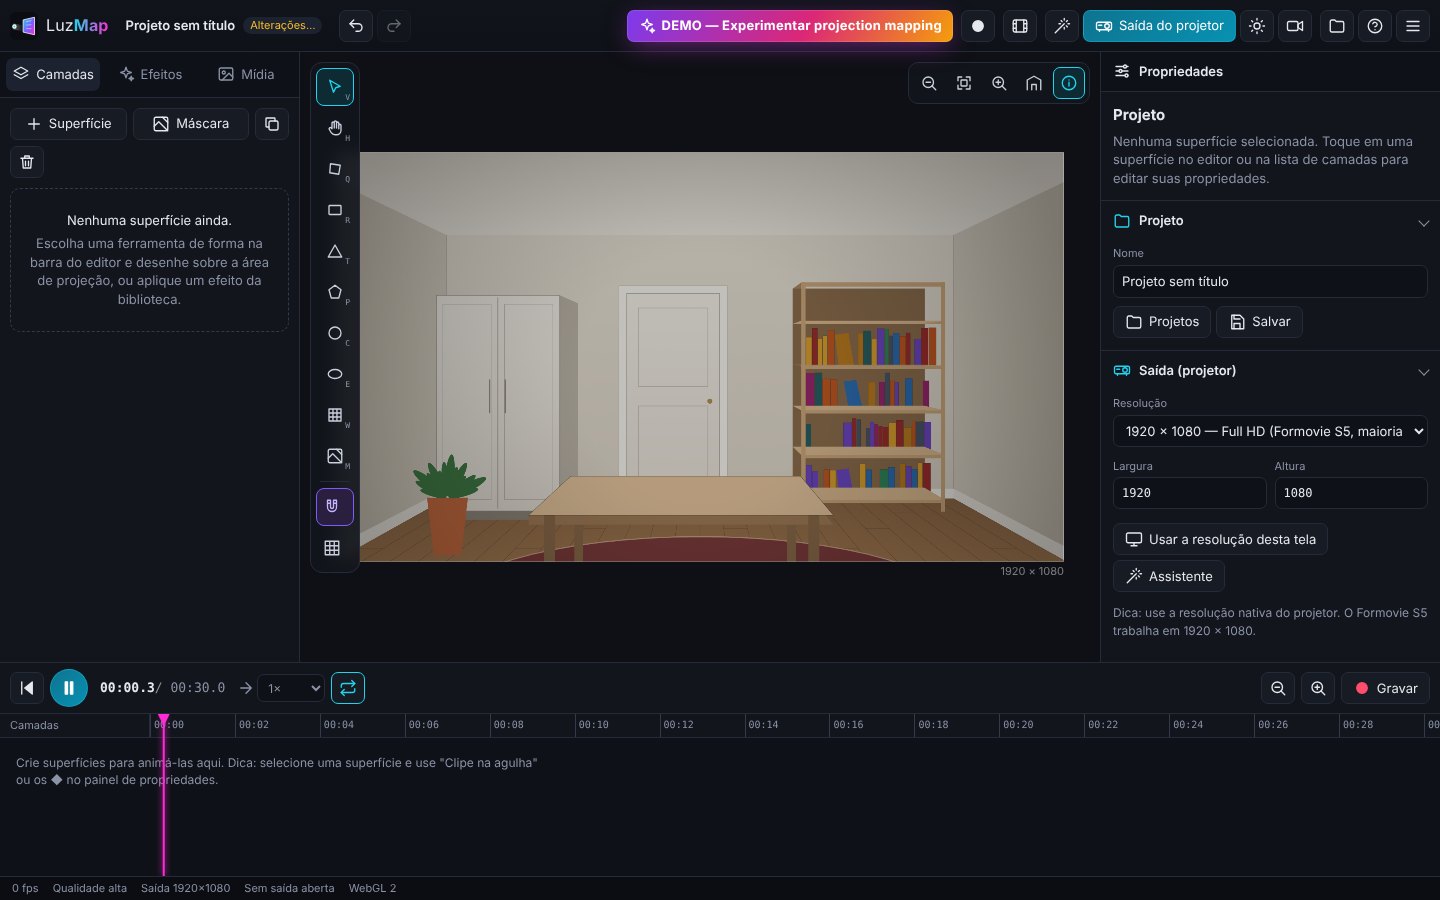 LuzMap
Projeto sem título
Alterações...
DEMO — Experimentar projection mapping
Saída do projetor
Camadas
Efeitos
Mídia
Superfície
Máscara
Nenhuma superfície ainda.
Escolha uma ferramenta de forma na
barra do editor e desenhe sobre a área
de projeção, ou aplique um efeito da
biblioteca.
V
H
Q
R
T
P
C
E
W
M
1920 × 1080
Propriedades
Projeto
Nenhuma superfície selecionada. Toque em uma
superfície no editor ou na lista de camadas para
editar suas propriedades.
Projeto
Nome
Projeto sem título
Projetos
Salvar
Saída (projetor)
Resolução
1920 × 1080 — Full HD (Formovie S5, maioria
Largura
Altura
1920
1080
Usar a resolução desta tela
Assistente
Dica: use a resolução nativa do projetor. O Formovie S5
trabalha em 1920 × 1080.
00:00.3/ 00:30.0
1×
Gravar
Camadas
00:00
00:02
00:04
00:06
00:08
00:10
00:12
00:14
00:16
00:18
00:20
00:22
00:24
00:26
00:28
00
Crie superfícies para animá-las aqui. Dica: selecione uma superfície e use "Clipe na agulha"
ou os ◆ no painel de propriedades.
0 fps
Qualidade alta
Saída 1920×1080
Sem saída aberta
WebGL 2